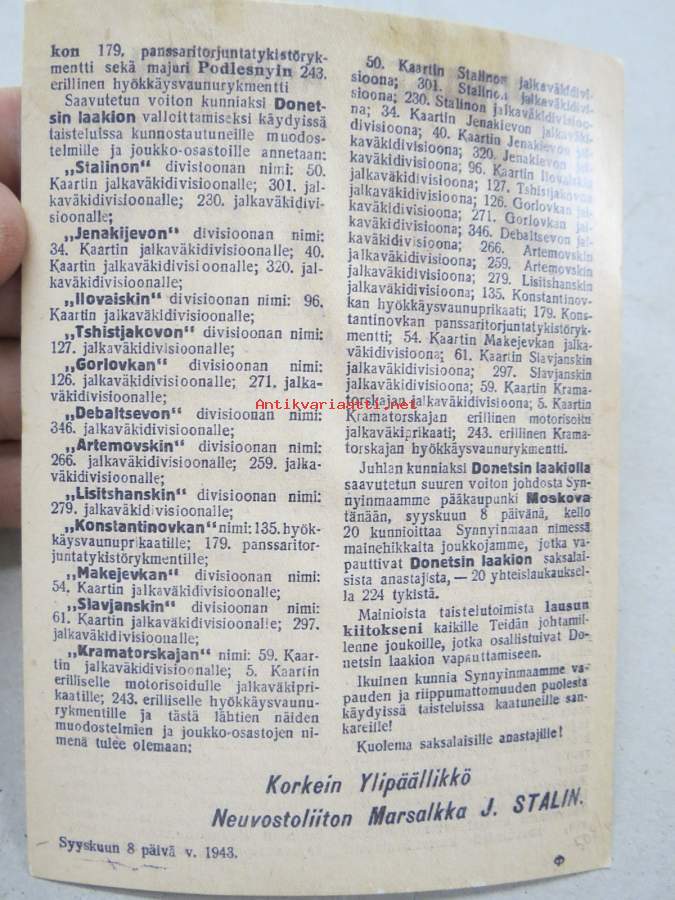 kon 179. panssaritorjuntatykistöryk-
mentti sekä majuri Podlesnyin 243.
erillinen hyökkäysvaunurykmentti
Saavutetun voiton kunniaksi Donet-
sin laakion valloittamiseksi käydyissä
taisteluissa kunnostautuneille muodos-
telmille ja joukko-osastoille annetaan:
„Stalinon" divisioonan nimi: 50.
Kaartin jalkaväkidivisioonalle; 301. jal-
kaväkidivisioonalle; 230. jalkaväkidivi-
sioonalle;
„Jenakijevon" divisioonan nimi:
34. Kaartin jalkaväkidivisioonalle; 40.
Kaartin jalkaväkidivisioonalle; 320. jal-
kaväkidivisioonalle;
„Ilovaiskin" divisioonan nimi: 96.
Kaartin jalkaväkidivisioonalle;
„Tshistjakovon" divisioonan nimi:
127. jalkaväkidivisioonalle;
„Gorlovkan" divisioonan nimi:
126. jalkaväkidivisioonalle; 271. jalka-
väkidivisioonalle;
„Debaltsevon" divisioonan nimi:
346. jalkaväkidivisioonalle;
„Artemovskin" divisioonan nimi:
266. jalkaväkidivisioonalle; 259. jalka-
väkidivisioonalle;
„Lisitshanskin" divisioonan nimi:
279. jalkaväkidivisioonalle;
„Konstantinovkan" nimi: 135. hyök-
käysvaunuprikaatille; 179. panssaritor-
juntatykistörykmentille;
„Makejevkan" divisioonan nimi:
54. Kaartin jalkaväkidivisioonalle;
„Slavjanskin" divisioonan nimi:
61. Kaartin jalkaväkidivisioonalle; 297.
jalkaväkidivisioonalle;
„Kramatorskajan" nimi: 59. Kaar-
tin jalkaväkidivisioonalle; 5. Kaartin
erilliselle motorisoidulle jalkaväkipri-
kaatille; 243. erilliselle hyökkäysvaunu-
rykmentille ja tästä lähtien näiden
muodostelmien ja joukko-osastojen ni-
menä tulee olemaan:
50. Kaartin Stalinon jalkaväkidivi-
sioona; 301. Stalinon jalkaväkidivi-
sioona; 230. Stalinon jalkaväkidivisioo-
na; 34. Kaartin Jenakievon jalkaväki-
divisioona; 40. Kaartin Jenakievon jal-
kaväkidivisioona; 320. Jenakievon jal-
kaväkidivisioona; 96. Kaartin Ilovaiskin
jalkaväkidivisioona; 127. Tshistjakovon
jalkaväkidivisioona; 126. Gorlovkan jal-
kaväkidivisioona; 271. Gorlovkan jal-
kaväkidivisioona; 346. Debaltsevon jal-
kaväkidivisioona; 266. Artemovskin
jalkaväkidivisioona; 259. Artemovskin
jalkaväkidivisioona; 279. Lisitshanskin
jalkaväkidivisioona; 135. Konstantinov-
kan hyökkäysvaunuprikaati; 179. Kons-
tantinovkan panssaritorjuntatykistöryk-
mentti; 54. Kaartin Makejevkan jalka-
väkidivisioona; 61. Kaartin Slavjanskin
jalkaväkidivisioona; 297. Slavjanskin
jalkaväkidivisioona; 59. Kaartin Krama-
torskajan jalkaväkidivisioona; 5. Kaartin
Kramatorskajan erillinen motorisoitu
jalkaväkiprikaati; 243. erillinen Krama-
torskajan hyökkäysvaunurykmentti.
Juhlan kunniaksi Donetsin laakiolla
saavutetun suuren voiton johdosta Syn-
nyinmaamme pääkaupunki Moskova
tänään, syyskuun 8 päivänä, kello
20 kunnioittaa Synnyinmaan nimessä
mainehikkaita joukkojamme, jotka va-
pauttivat Donetsin laakion saksalai-
sista anastajista, — 20 yhteislaukauksel-
la 224 tykistä.
Mainioista taistelutoimista lausun
kiitokseni kaikille Teidän johtamil-
lenne joukoille, jotka osallistuivat Do-
netsin laakion vapauttamiseen.
Ikuinen kunnia Synnyinmaamme va-
pauden ja riippumattomuuden puolesta
käydyissä taisteluissa kaatuneille san-
kareille!
Kuolema saksalaisille anastajille!
Korkein Ylipäällikkö
Neuvostoliiton Marsalkka J. STALIN.
Syyskuun 8 päivä v. 1943.
Ф
Antikvariaatti.net